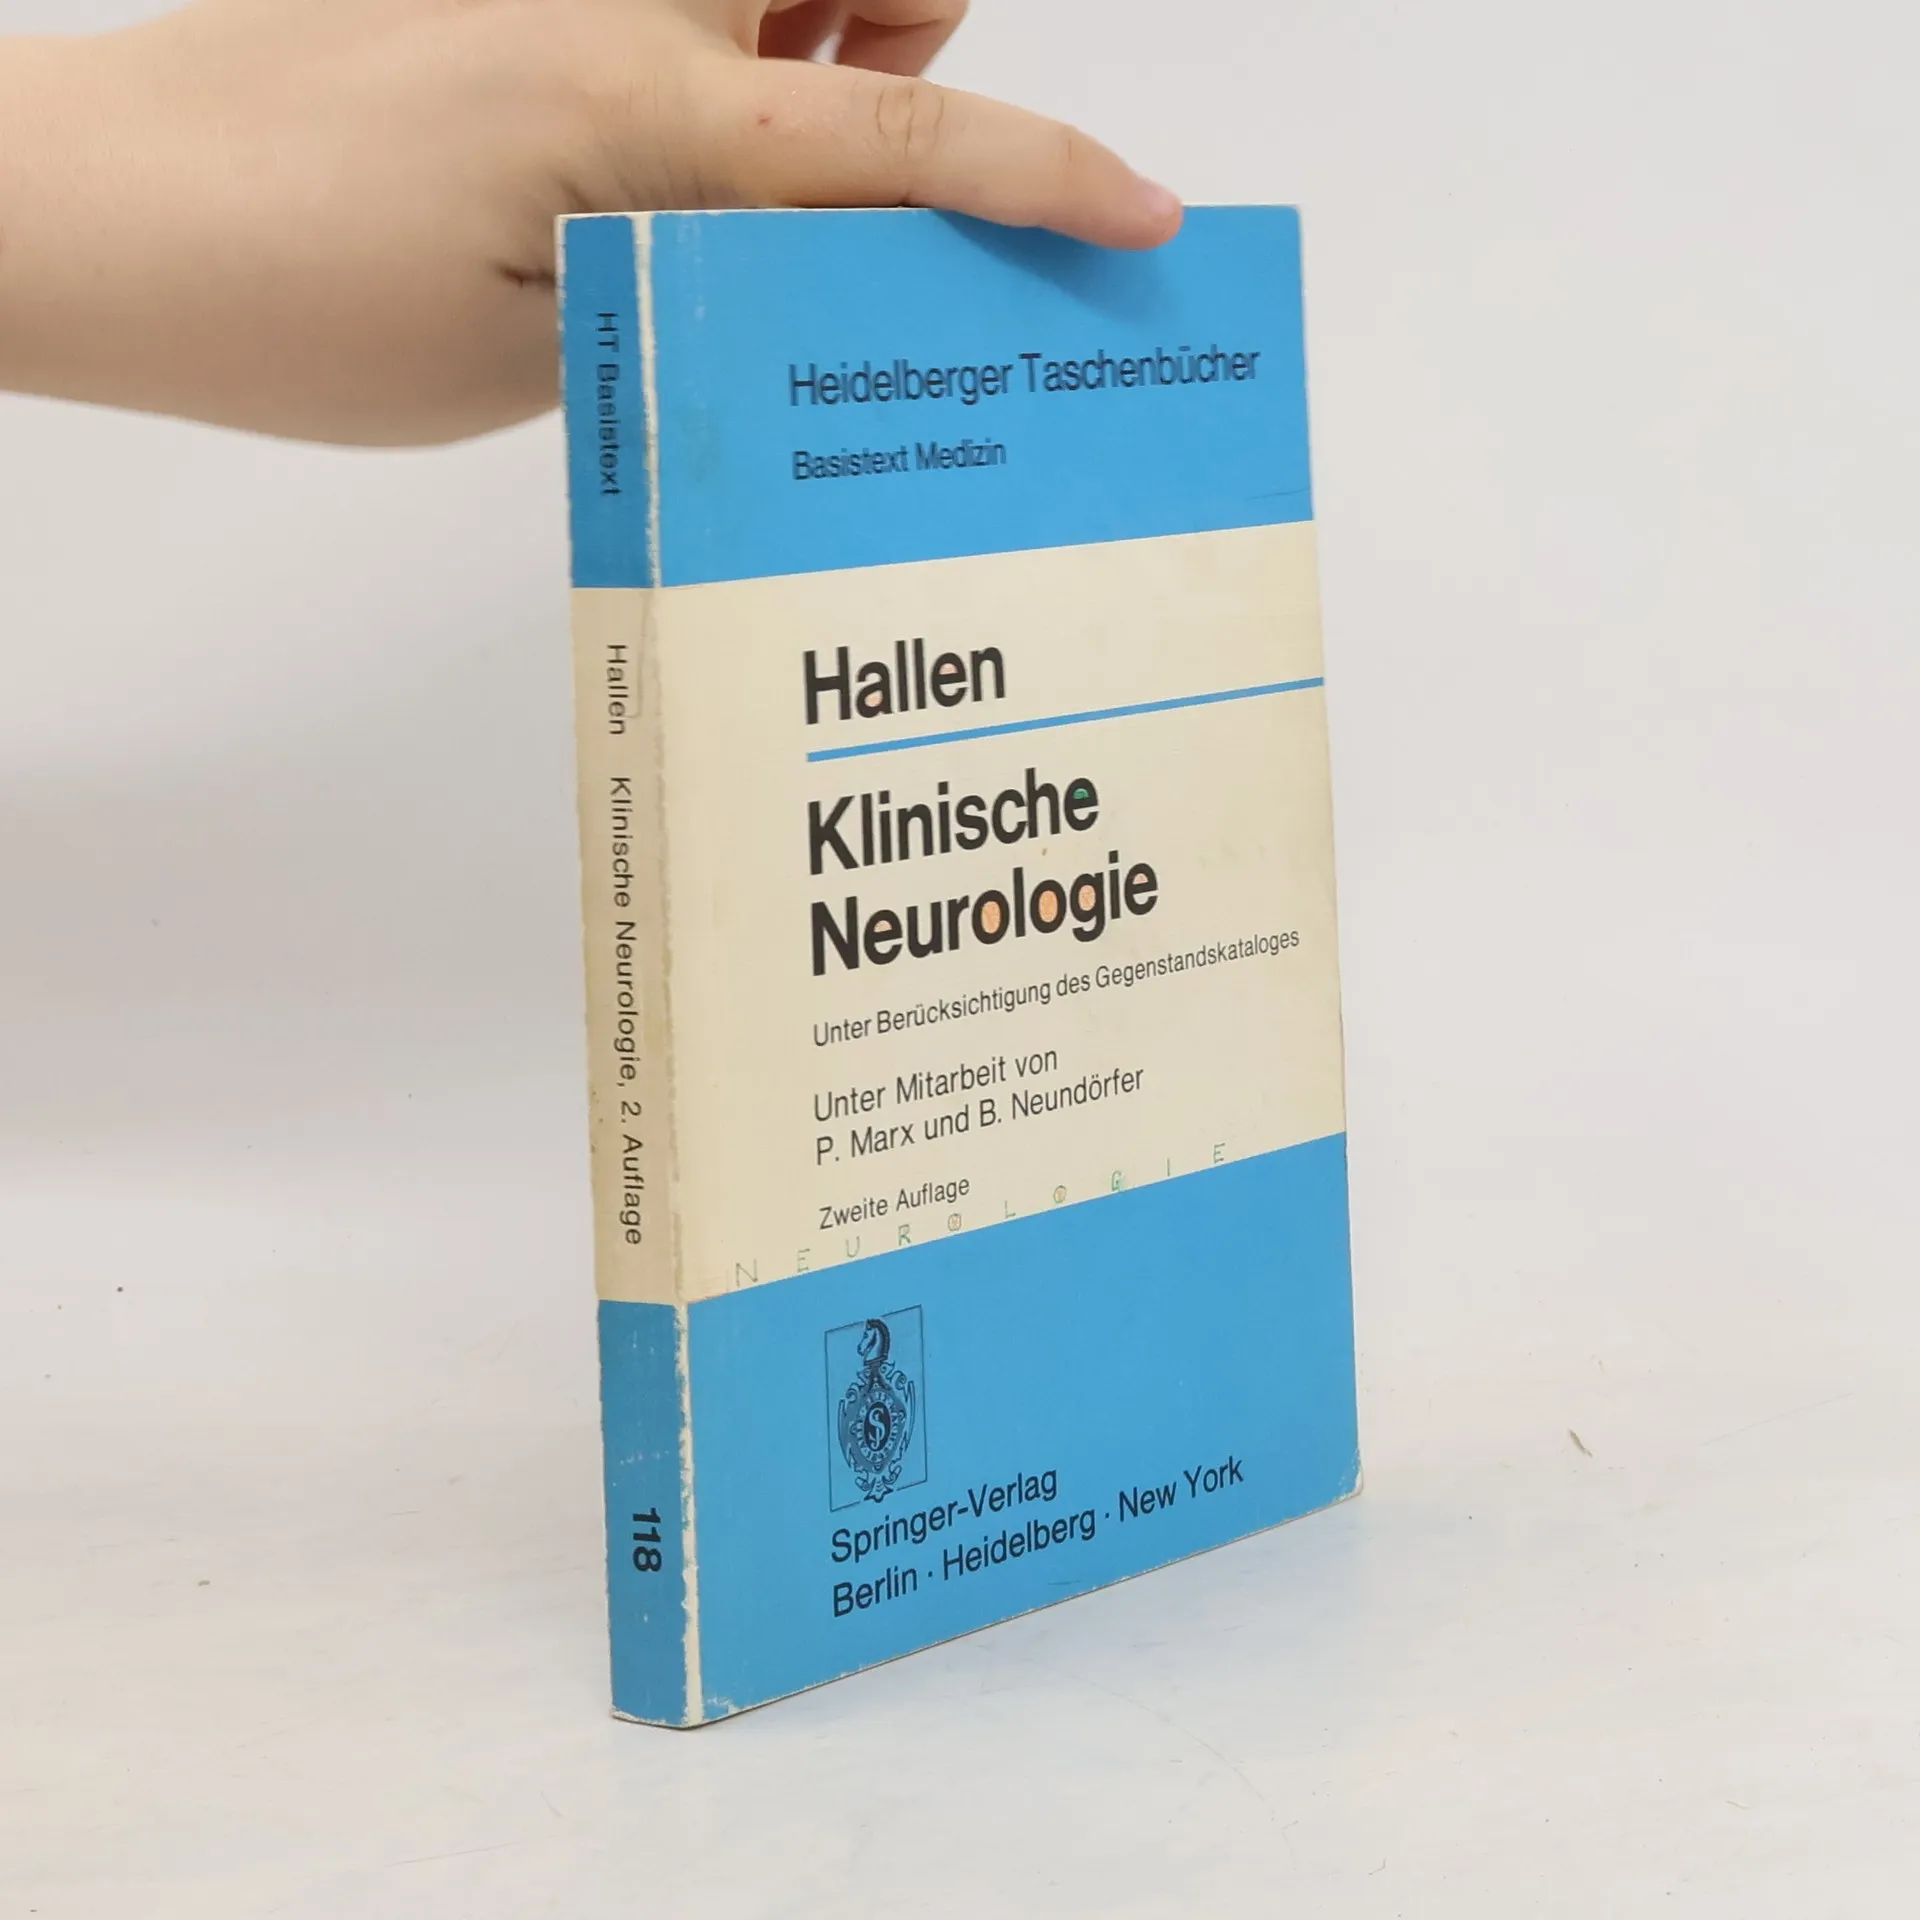 HT Basistext
Hallen Klinische Neurologie, 2. Auflage
118
Heidelberger Taschenbücher
Basistext Medizin
Hallen
Klinische
Neurologie
Unter Berücksichtigung des Gegenstandskataloges
Unter Mitarbeit von
P. Marx und B. Neundörfer
Zweite Auflage
NEUROLOGIE
Springer-Verlag
Berlin · Heidelberg · New York